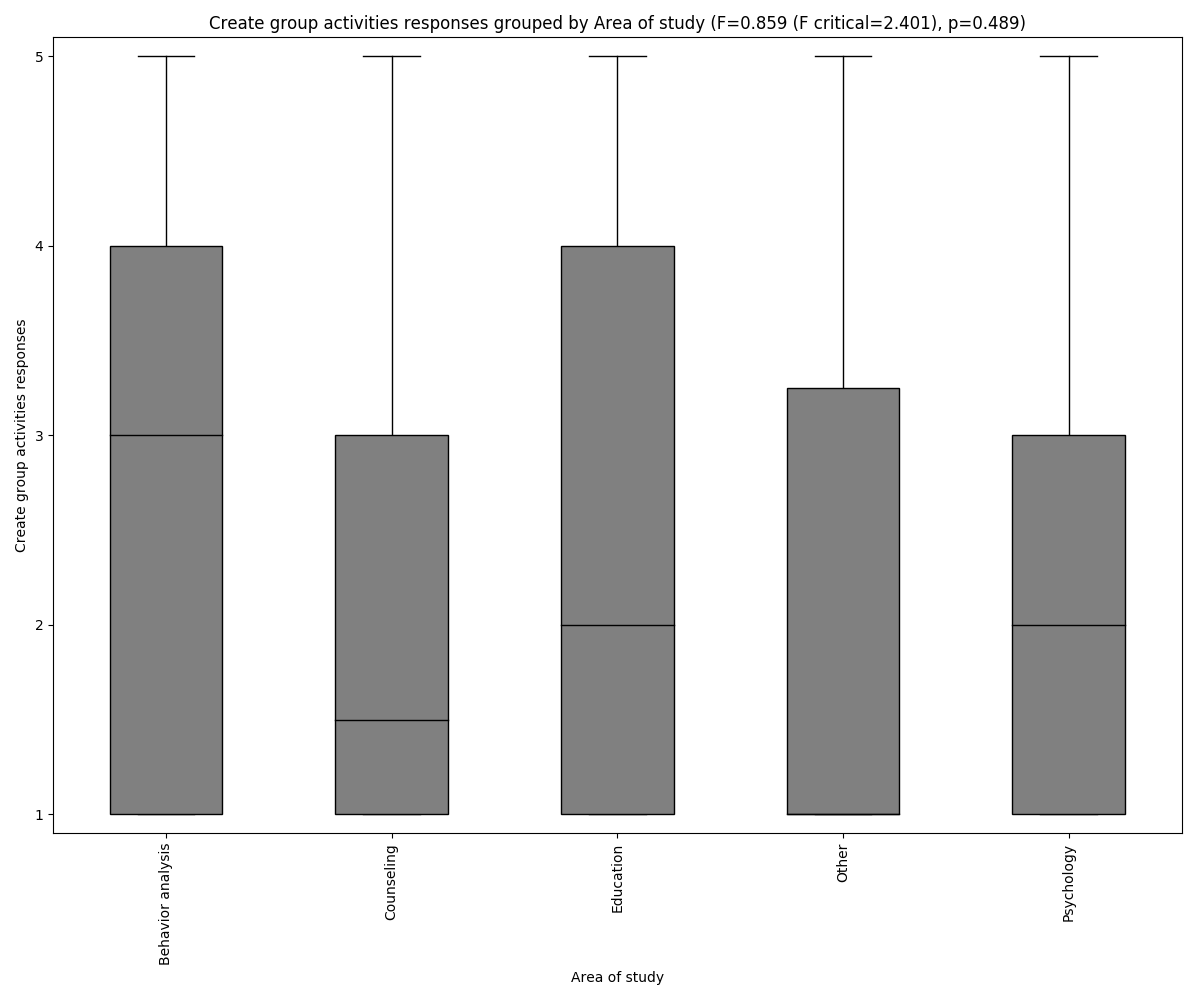 Create group activities responses grouped by Area of study (F=0.859 (F critical=2.401), p=0.489)
Create group activities responses
5
4
3
2
1
Behavior analysis
Counseling
Education
Other
Psychology
Area of study